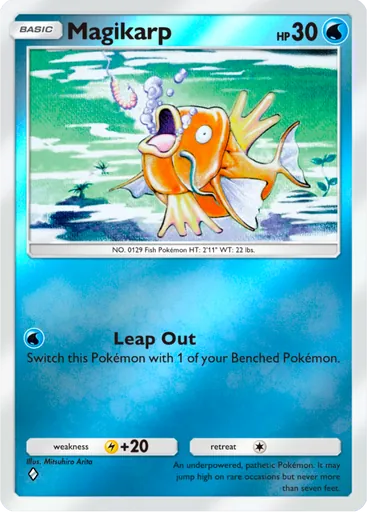 BASIC Magikarp HP 30
NO. 0129 Fish Pokémon HT: 2'11" WT: 22 lbs.
Leap Out
Switch this Pokémon with 1 of your Benched Pokémon.
weakness +20 retreat
Illus. Mitsuhiro Arita
An underpowered, pathetic Pokémon. It may
jump high on rare occasions but never more
than seven feet.